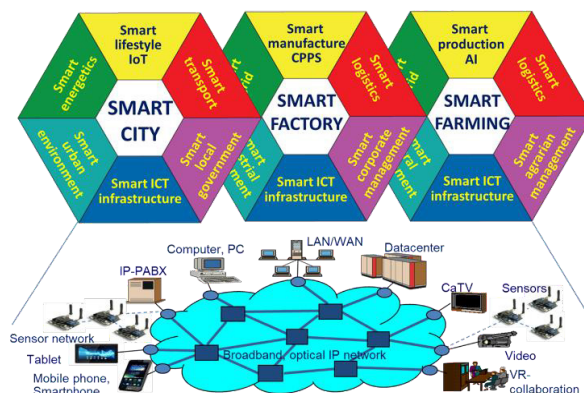 Smart
lifestyle
IoT
Smart
energetics
Smart
transport
SMART
CITY
Smart
urban
environment
Smart
local
government
Smart ICT
infrastructure
Smart
manufacture
CPPS
Smart
logistics
SMART
FACTORY
Smart
corporate
management
Smart ICT
infrastructure
Smart
production
AI
Smart
logistics
SMART
FARMING
Smart
agrarian
management
Smart ICT
infrastructure
Computer, PC
LAN/WAN
Datacenter
IP-PABX
CaTV
Sensors
Sensor network
Tablet
Broadband, optical IP network
Video
Mobile phone,
Smartphone
VR-
collaboration